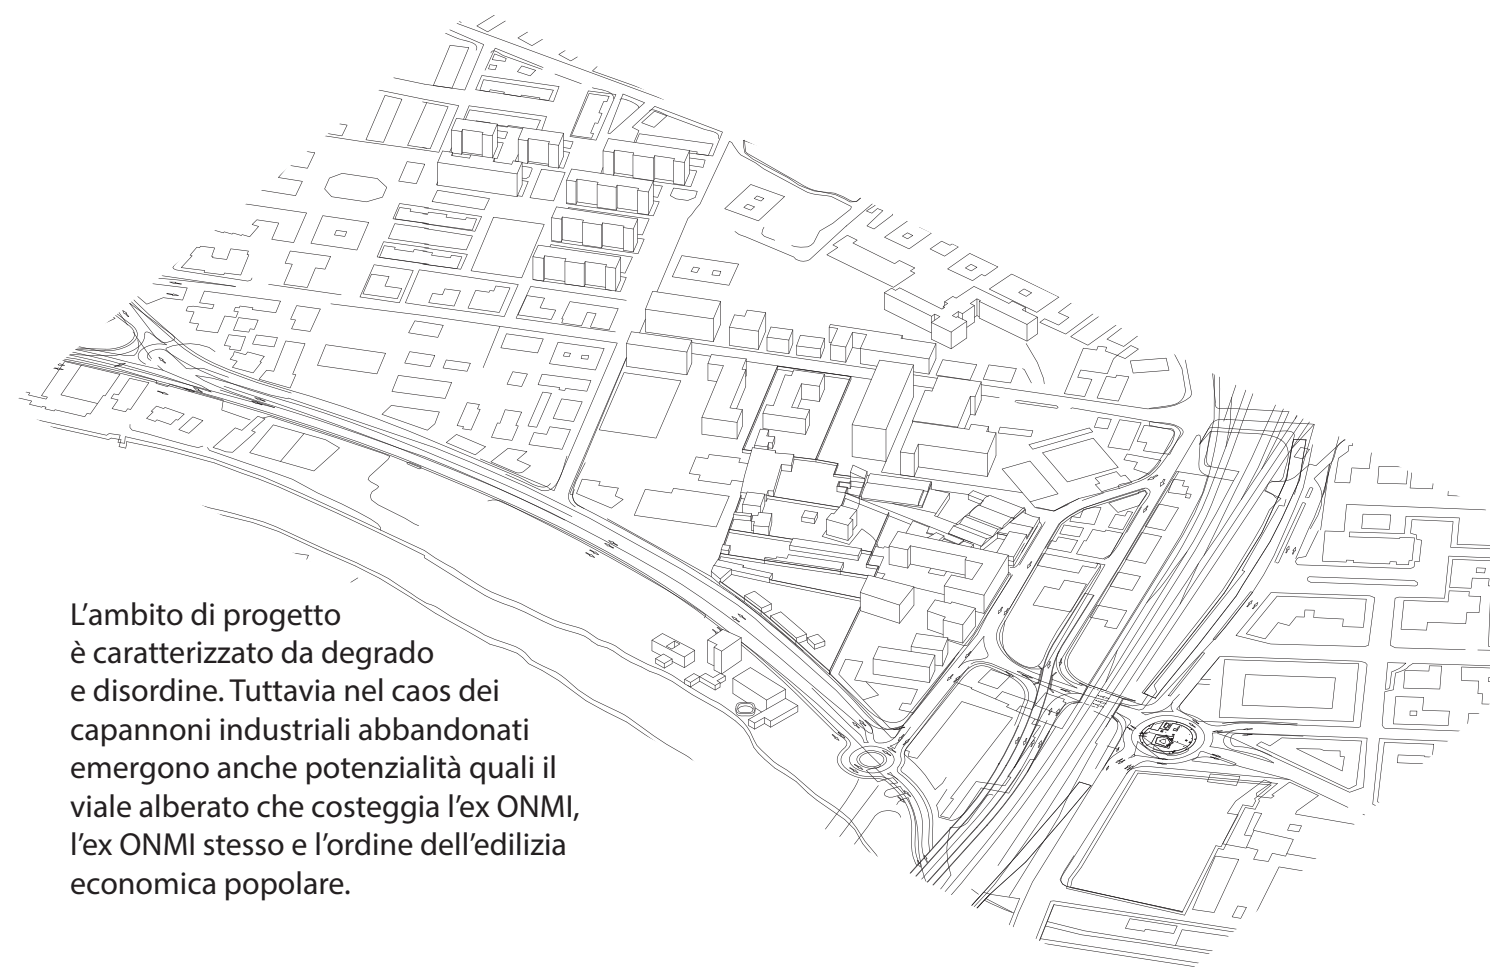 L’ambito di progetto
è caratterizzato da degrado
e disordine. Tuttavia nel caos dei
capannoni industriali abbandonati
emergono anche potenzialità quali il
viale alberato che costeggia l’ex ONMI,
l’ex ONMI stesso e l’ordine dell’edilizia
economica popolare.